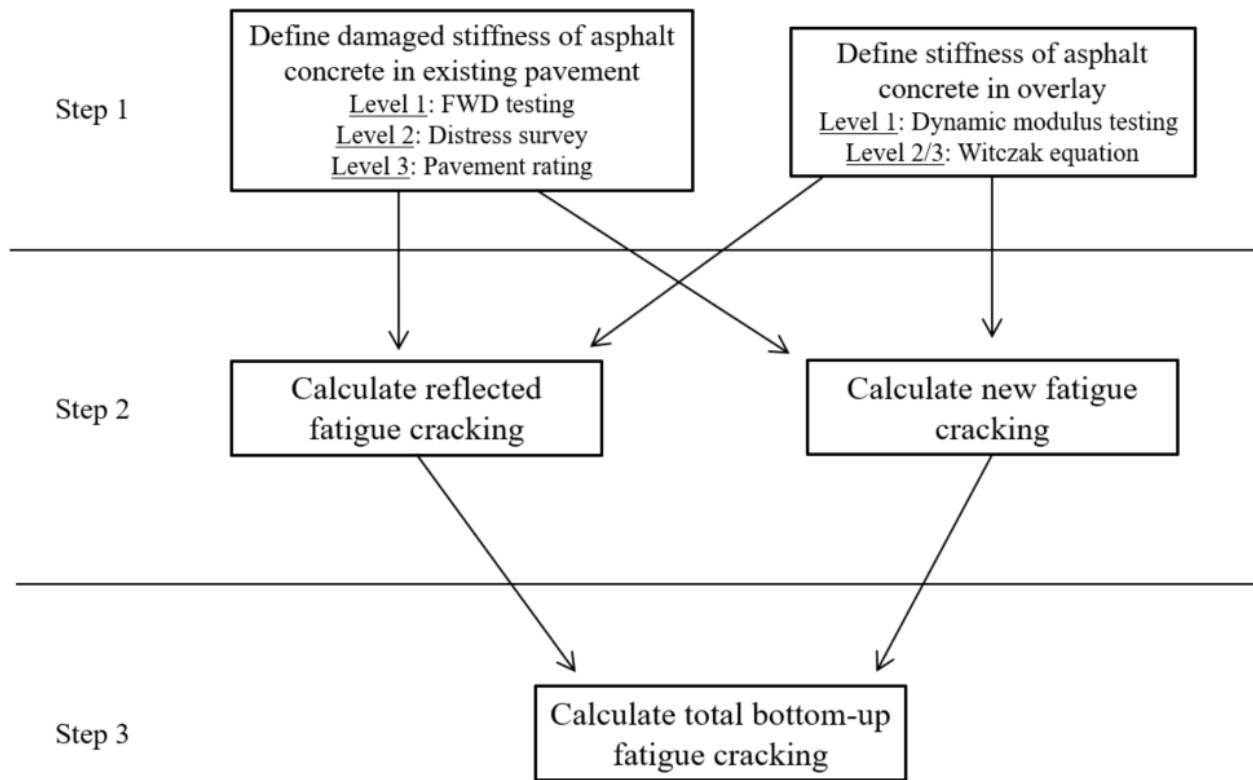 Step 1
Define damaged stiffness of asphalt
concrete in existing pavement
Level 1: FWD testing
Level 2: Distress survey
Level 3: Pavement rating
Define stiffness of asphalt
concrete in overlay
Level 1: Dynamic modulus testing
Level 2/3: Witczak equation
Step 2
Calculate reflected
fatigue cracking
Calculate new fatigue
cracking
Step 3
Calculate total bottom-up
fatigue cracking